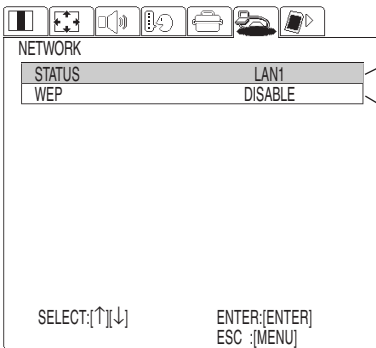 NETWORK
STATUS LAN1
WEP DISABLE
SELECT:[↑][↓] ENTER:[ENTER]
ESC :[MENU]